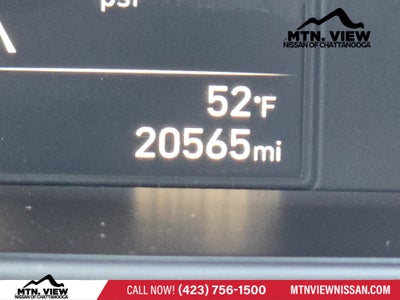 MTN. VIEW
NISSAN OF CHATTANOOGA
psi
52°F
20565mi
MTN. VIEW
NISSAN OF CHATTANOOGA
CALL NOW! (423) 756-1500
MTNVIEWNISSAN.COM